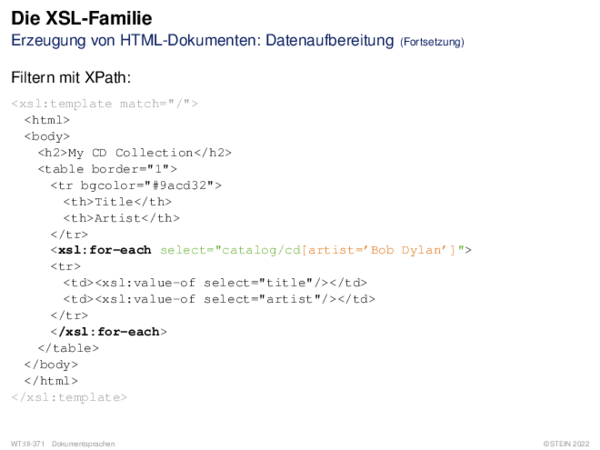 Die XSL-Familie
Erzeugung von HTML-Dokumenten: Datenaufbereitung (Fortsetzung)
Filtern mit XPath:
<xsl:template match="/">
<html>
<body>
<h2>My CD Collection</h2>
<table border="1">
<tr bgcolor="#9acd32">
<th>Title</th>
<th>Artist</th>
</tr>
<xsl:for-each select="catalog/cd[artist=’Bob Dylan’]">
<tr>
<td><xsl:value-of select="title"/></td>
<td><xsl:value-of select="artist"/></td>
</tr>
</xsl:for-each>
</table>
</body>
</html>
</xsl:template>
WT:III-371 Dokumentsprachen ©STEIN 2022